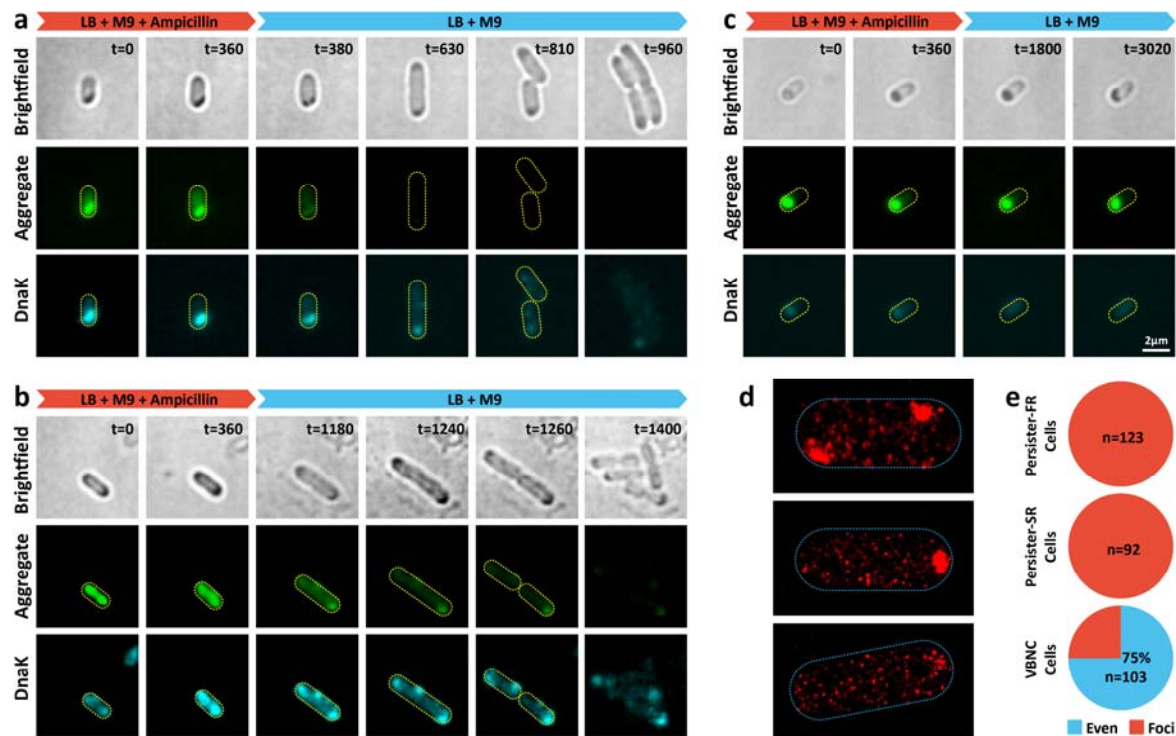 a
LB + M9 + Ampicillin
LB + M9
Brightfield
t=0
t=360
t=380
t=630
t=810
t=960
Aggregate
DnaK
b
LB + M9 + Ampicillin
LB + M9
Brightfield
t=0
t=360
t=1180
t=1240
t=1260
t=1400
Aggregate
DnaK
c
LB + M9 + Ampicillin
LB + M9
Brightfield
t=0
t=360
t=1800
t=3020
Aggregate
DnaK
2μm
d
e
Persister-FR
Cells
n=123
Persister-SR
Cells
n=92
VBNC
Cells
75%
n=103
Even
Foci